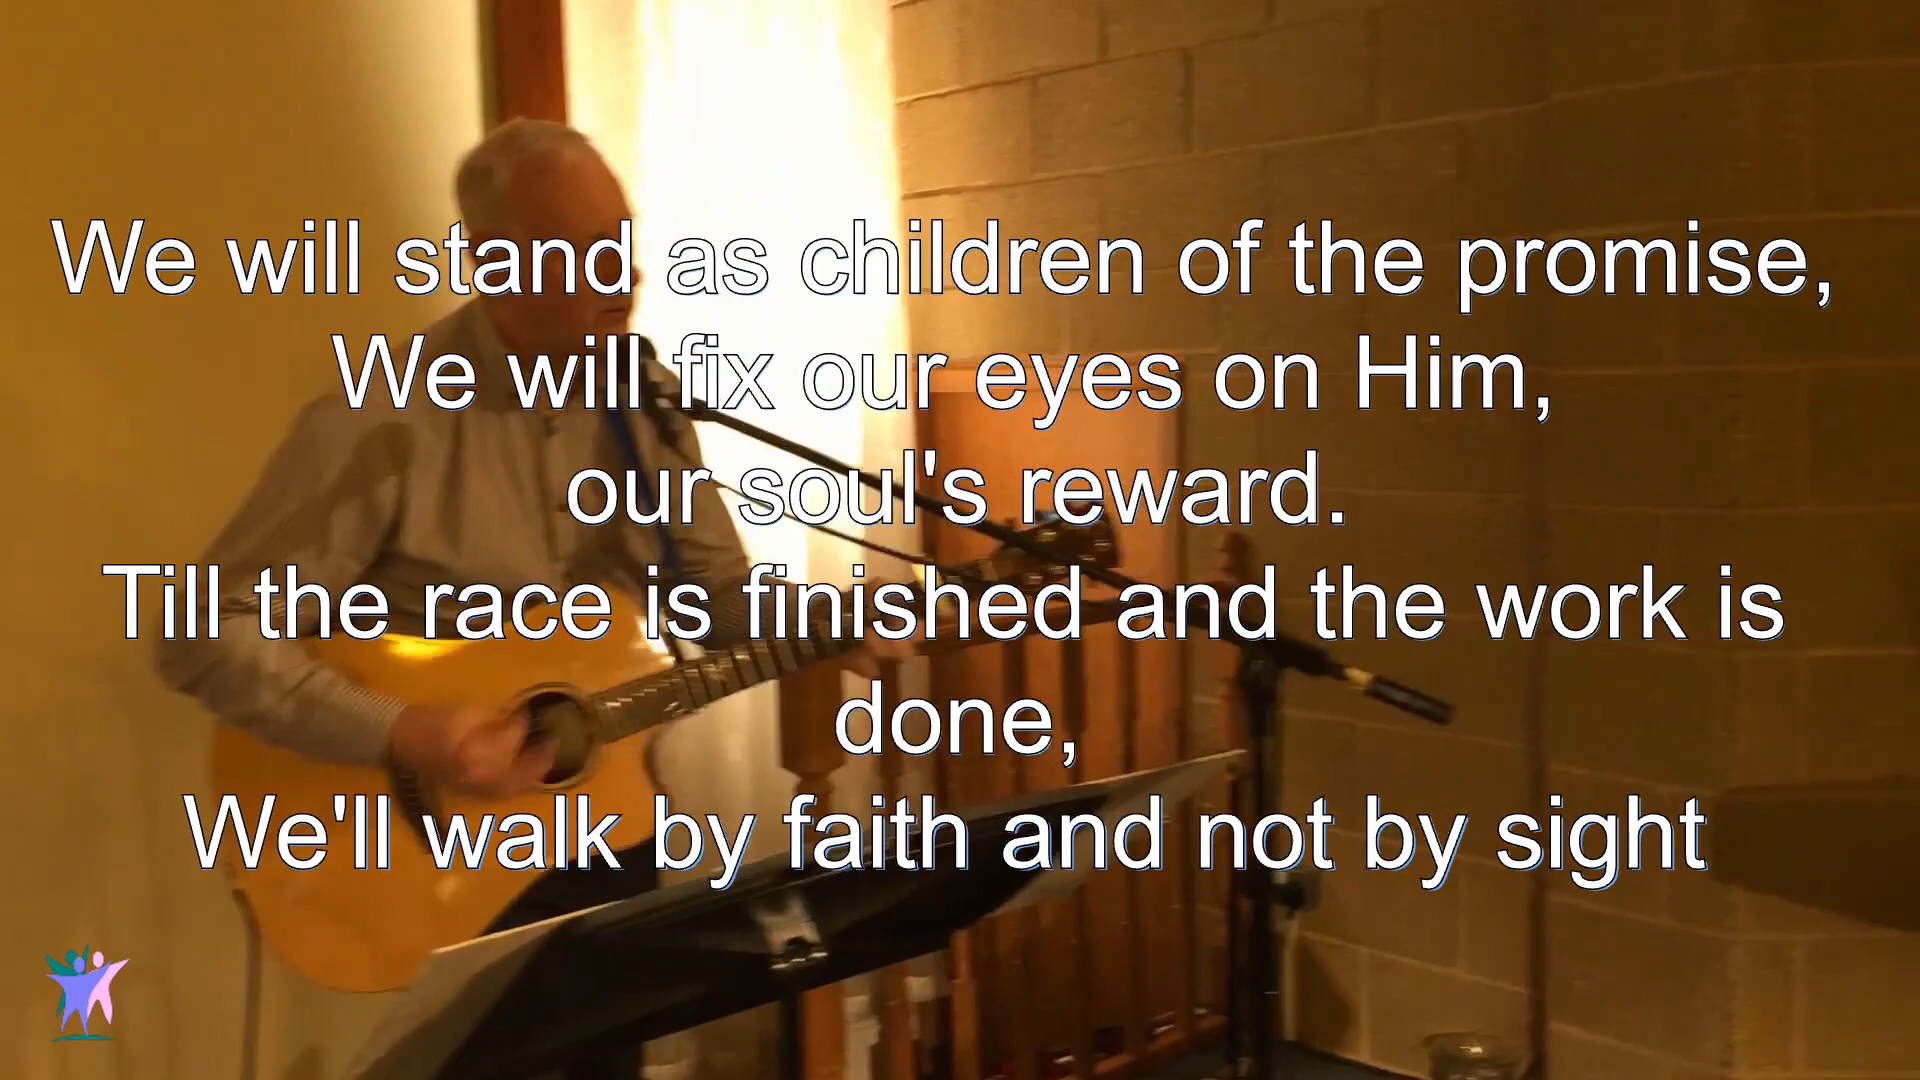 We will stand as children of the promise,
We will fix our eyes on Him,
our soul's reward.
Till the race is finished and the work is
done,
We'll walk by faith and not by sight